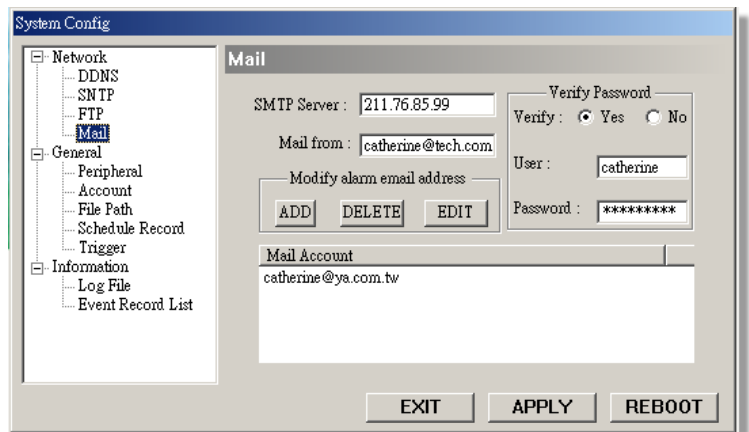 System Config
Network
DDNS
SNTP
FTP
Mail
General
Peripheral
Account
File Path
Schedule Record
Trigger
Information
Log File
Event Record List
Mail
SMTP Server : 211.76.85.99
Mail from : catherine@tech.com
Modify alarm email address
ADD DELETE EDIT
Verify Password
Verify : Yes No
User : catherine
Password : *********
Mail Account
catherine@ya.com.tw
EXIT APPLY REBOOT